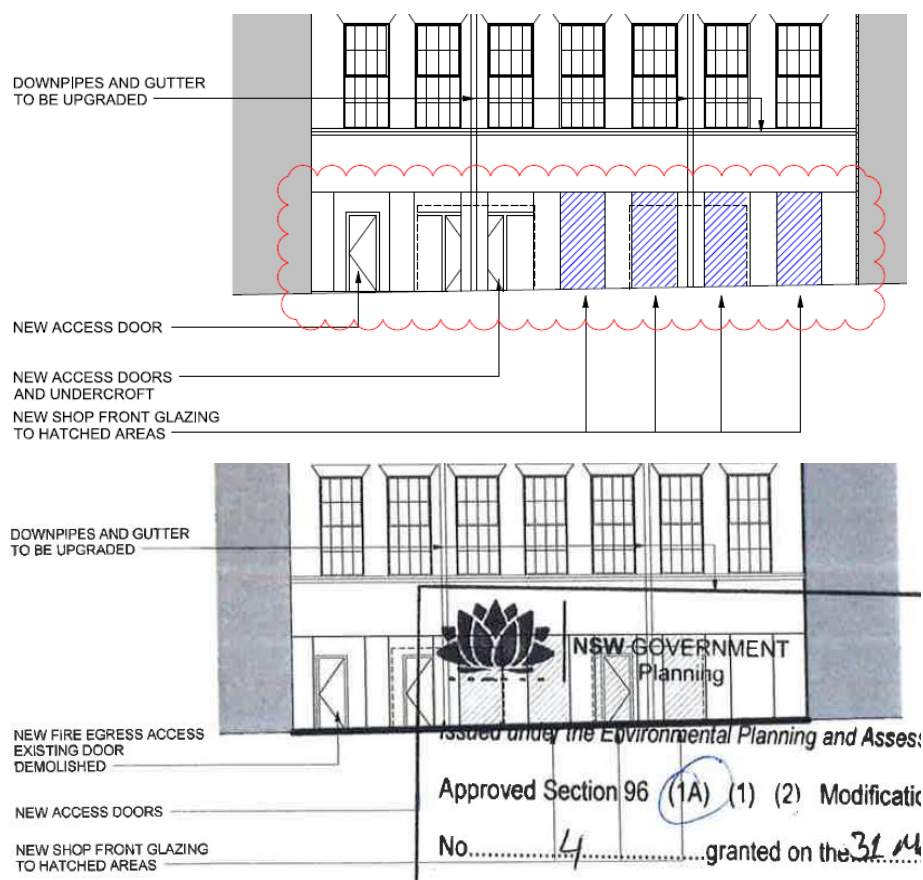 DOWNPIPES AND GUTTER
TO BE UPGRADED
NEW ACCESS DOOR
NEW ACCESS DOORS
AND UNDERCROFT
NEW SHOP FRONT GLAZING
TO HATCHED AREAS
DOWNPIPES AND GUTTER
TO BE UPGRADED
NSW GOVERNMENT
Planning
NEW FIRE EGRESS ACCESS
EXISTING DOOR
DEMOLISHED
Issued under the Environmental Planning and Assess
Approved Section 96 (1A) (1) (2) Modificatio
NEW ACCESS DOORS
No. 4 granted on the 31 M
NEW SHOP FRONT GLAZING
TO HATCHED AREAS